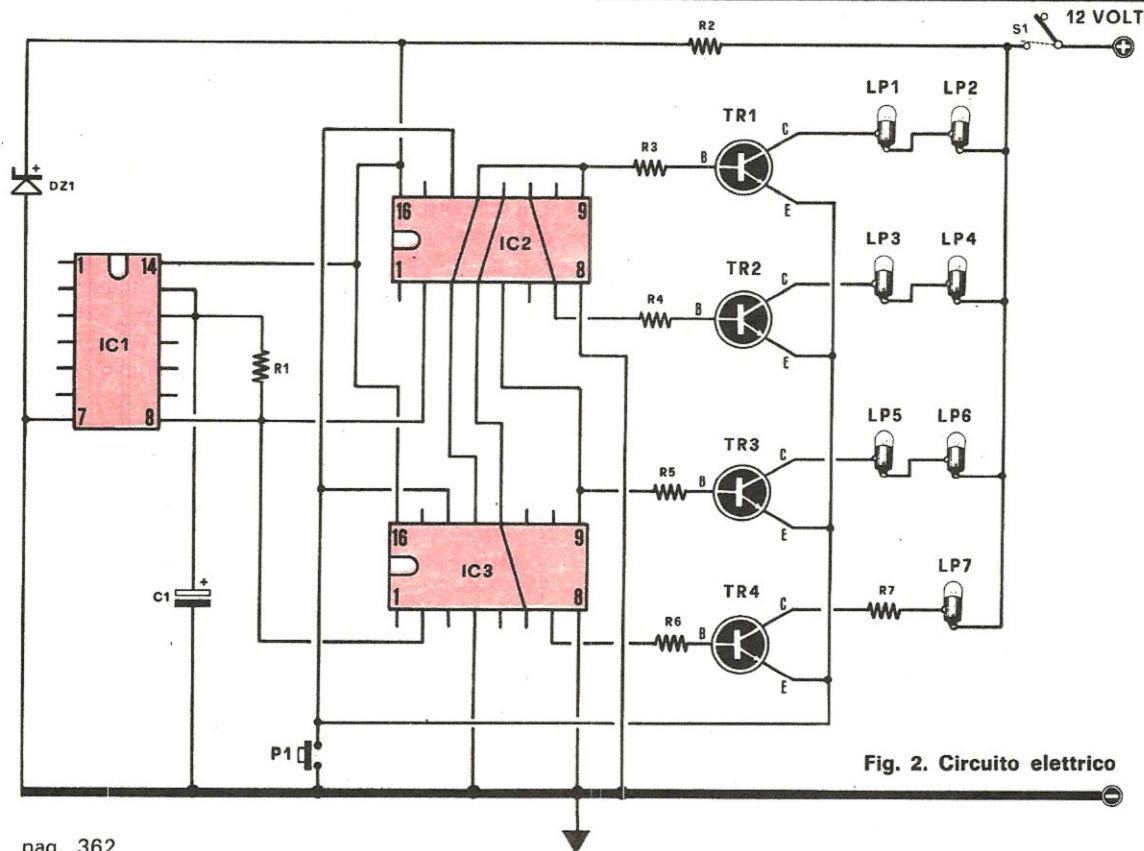 R2
S1
12 VOLT
+
LP1
LP2
TR1
C
R3
B
E
+
DZ1
16
9
IC2
1
8
LP3
LP4
TR2
C
R4
B
E
1
14
IC1
7
8
R1
LP5
LP6
TR3
C
R5
B
E
16
9
IC3
1
8
C1
+
LP7
TR4
C
R7
R6
B
E
P1
Fig. 2. Circuito elettrico
pag. 362